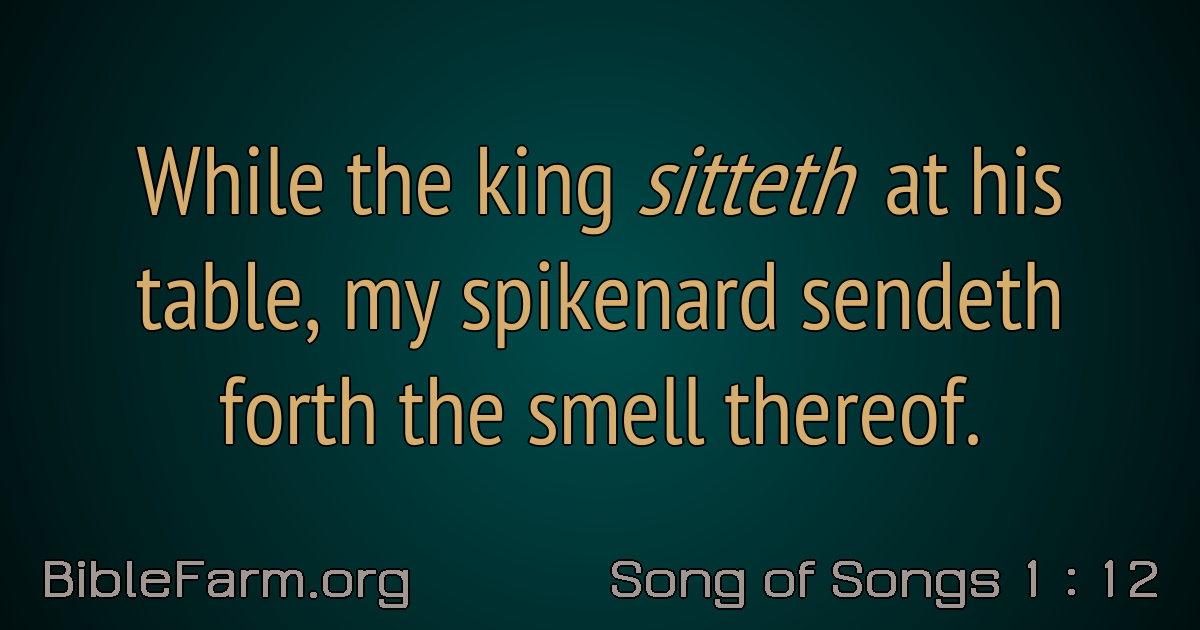 While the king sitteth at his
table, my spikenard sendeth
forth the smell thereof.
BibleFarm.org
Song of Songs 1 : 12